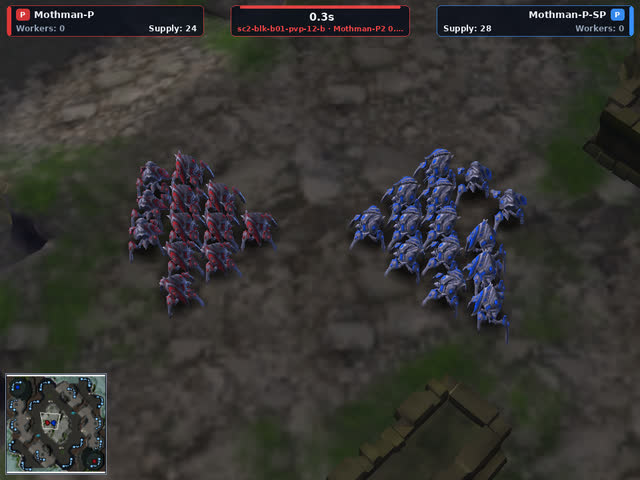 P Mothman-P
Workers: 0 Supply: 24
0.3s
sc2-blk-b01-pvp-12-b · Mothman-P2 0....
Mothman-P-SP P
Supply: 28 Workers: 0